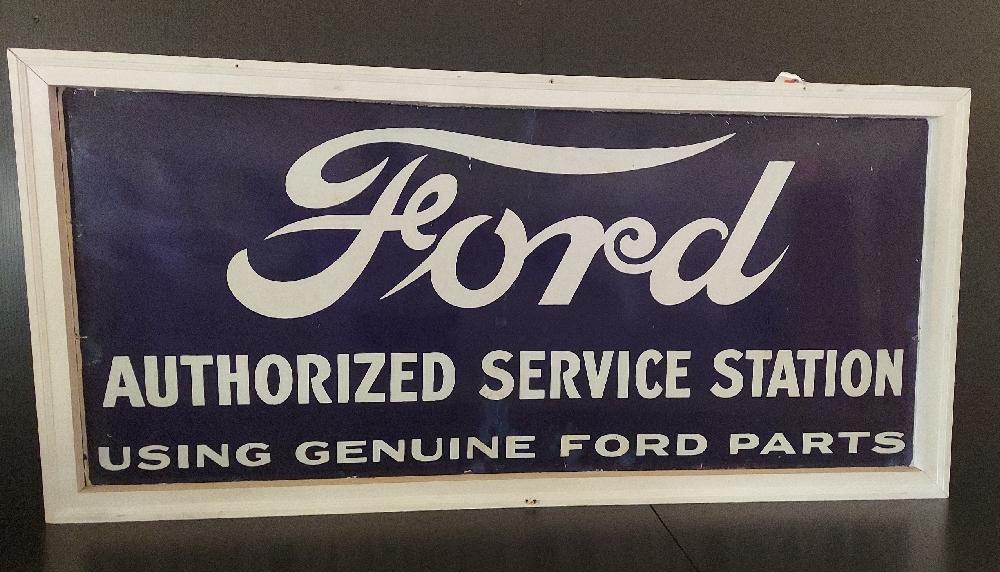 Ford
AUTHORIZED SERVICE STATION
USING GENUINE FORD PARTS